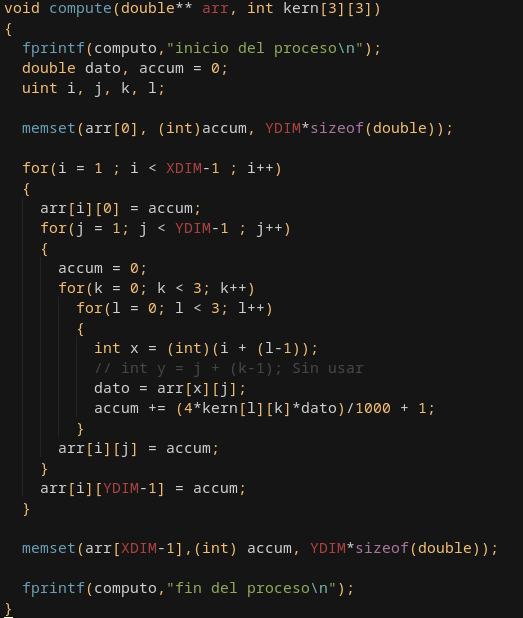 void compute(double** arr, int kern[3][3])
{
  fprintf(computo,"inicio del proceso\n");
  double dato, accum = 0;
  uint i, j, k, l;

  memset(arr[0], (int)accum, YDIM*sizeof(double));

  for(i = 1 ; i < XDIM-1 ; i++)
  {
    arr[i][0] = accum;
    for(j = 1; j < YDIM-1 ; j++)
    {
      accum = 0;
      for(k = 0; k < 3; k++)
        for(l = 0; l < 3; l++)
        {
          int x = (int)(i + (l-1));
          // int y = j + (k-1); Sin usar
          dato = arr[x][j];
          accum += (4*kern[l][k]*dato)/1000 + 1;
        }
      arr[i][j] = accum;
    }
    arr[i][YDIM-1] = accum;
  }

  memset(arr[XDIM-1],(int) accum, YDIM*sizeof(double));

  fprintf(computo,"fin del proceso\n");
}